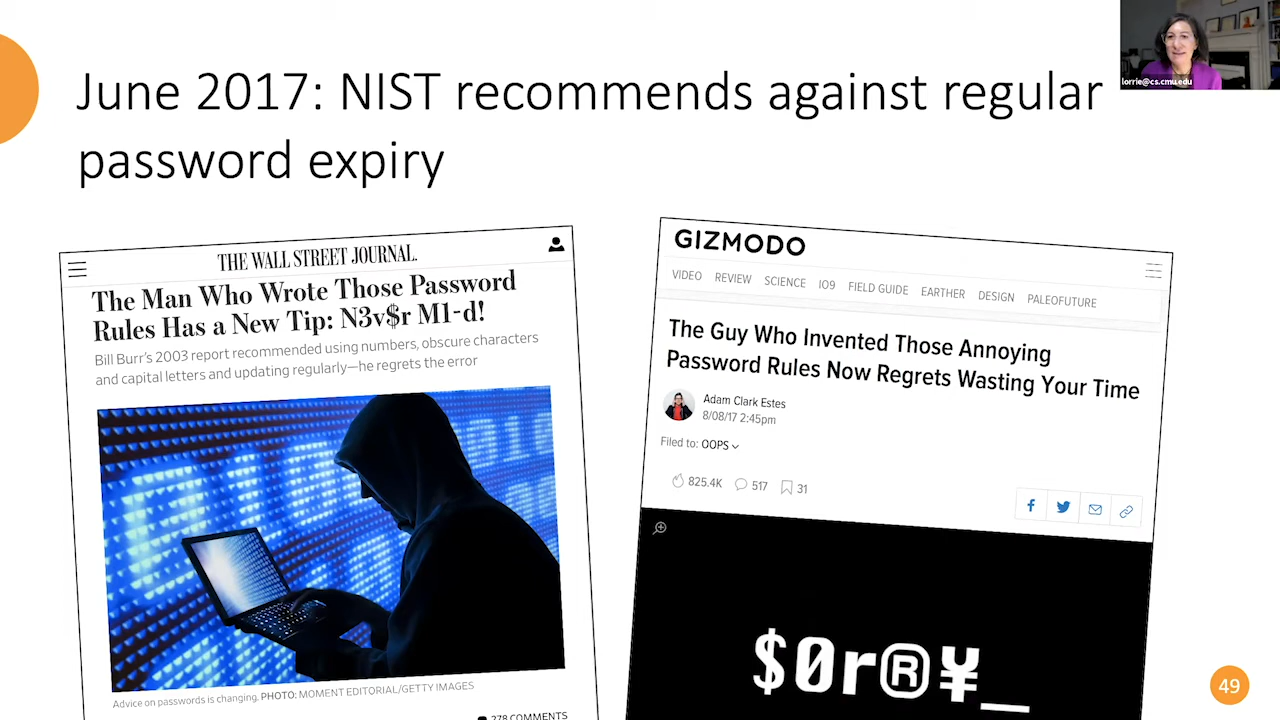 June 2017: NIST recommends against regular
password expiry
lorrie@cs.cmu.edu
THE WALL STREET JOURNAL.
The Man Who Wrote Those Password
Rules Has a New Tip: N3v$r M1-d!
Bill Burr's 2003 report recommended using numbers, obscure characters
and capital letters and updating regularly—he regrets the error
Advice on passwords is changing. PHOTO: MOMENT EDITORIAL/GETTY IMAGES
278 COMMENTS
GIZMODO
VIDEO REVIEW SCIENCE IO9 FIELD GUIDE EARTHER DESIGN PALEOFUTURE
The Guy Who Invented Those Annoying
Password Rules Now Regrets Wasting Your Time
Adam Clark Estes
8/08/17 2:45pm
Filed to: OOPS
825.4K 517 31
$0r®¥_
49